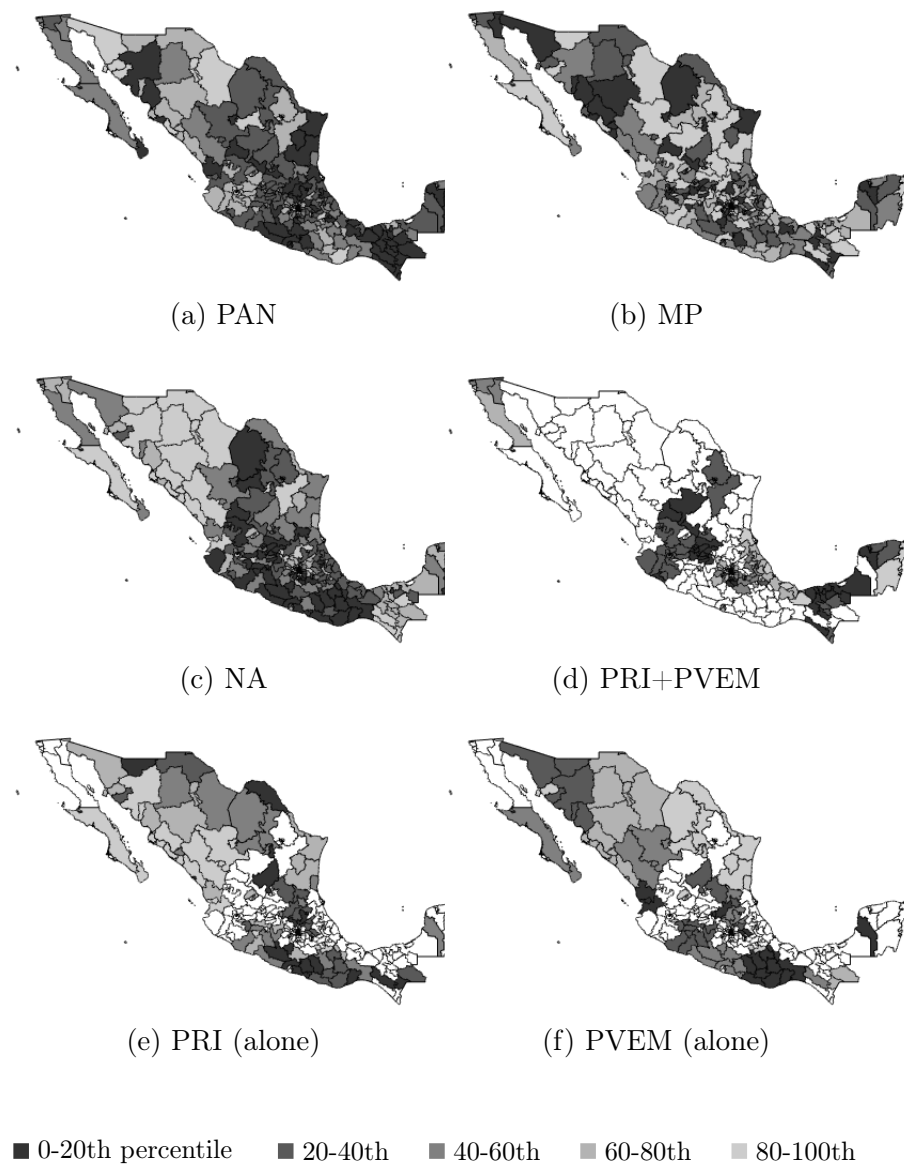 (a) PAN
(b) MP
(c) NA
(d) PRI+PVEM
(e) PRI (alone)
(f) PVEM (alone)
0-20th percentile
20-40th
40-60th
60-80th
80-100th